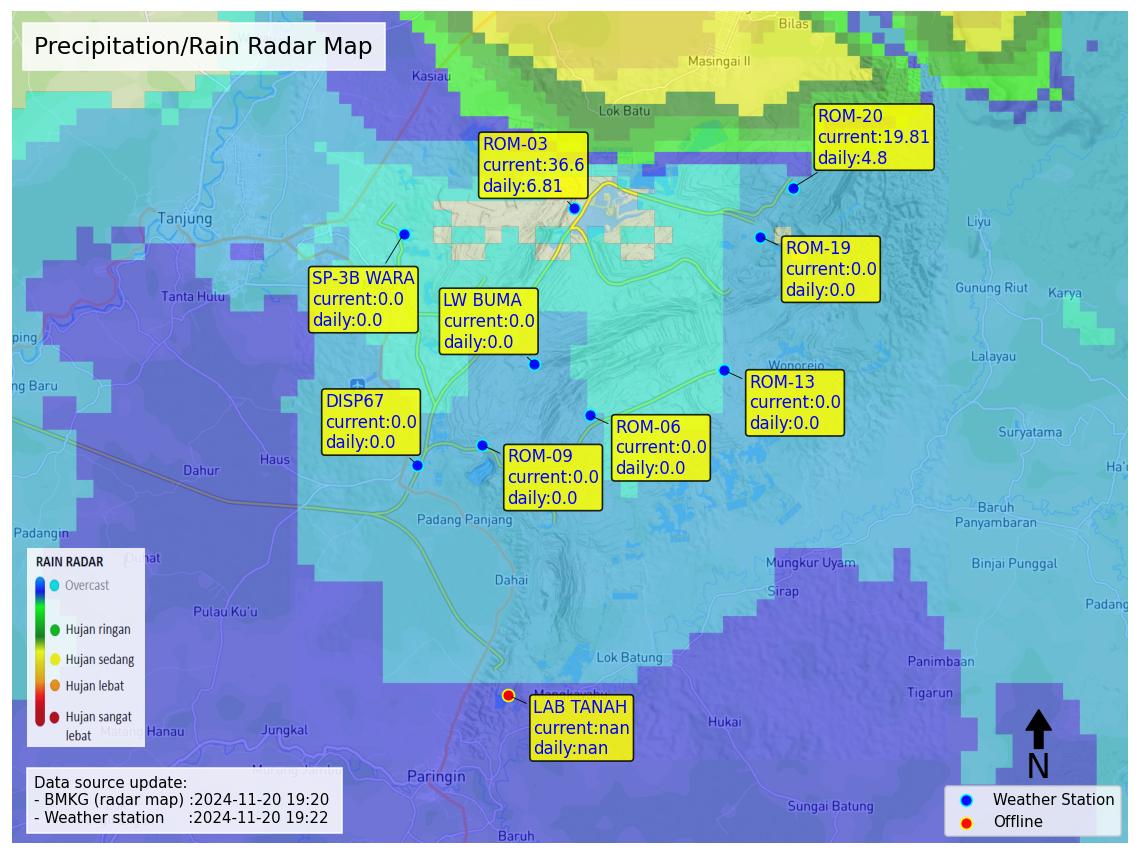 Precipitation/Rain Radar Map
Bilas
Masingai II
Kasiau
Lok Batu
ROM-20
current:19.81
daily:4.8
ROM-03
current:36.6
daily:6.81
Tanjung
Liyu
ROM-19
current:0.0
daily:0.0
SP-3B WARA
current:0.0
daily:0.0
LW BUMA
current:0.0
daily:0.0
Tanta Hulu
Gunung Riut
Karya
ping
Lalayau
Wonorejo
ng Baru
ROM-13
current:0.0
daily:0.0
DISP67
current:0.0
daily:0.0
ROM-06
current:0.0
daily:0.0
Suryatama
ROM-09
current:0.0
daily:0.0
Haus
Dahur
Ha'u
Baruh
Panyambaran
Padang Panjang
Padangin
Mungkur Uyam
Binjai Punggal
Dahai
Sirap
Padang
Pulau Ku'u
RAIN RADAR
Overcast
Hujan ringan
Hujan sedang
Hujan lebat
Hujan sangat
lebat
Lok Batung
Panimbaan
Tigarun
LAB TANAH
current:nan
daily:nan
Hukai
Manau
Jungkal
Paringin
N
Data source update:
- BMKG (radar map) :2024-11-20 19:20
- Weather station :2024-11-20 19:22
Sungai Batung
Baruh
Weather Station
Offline